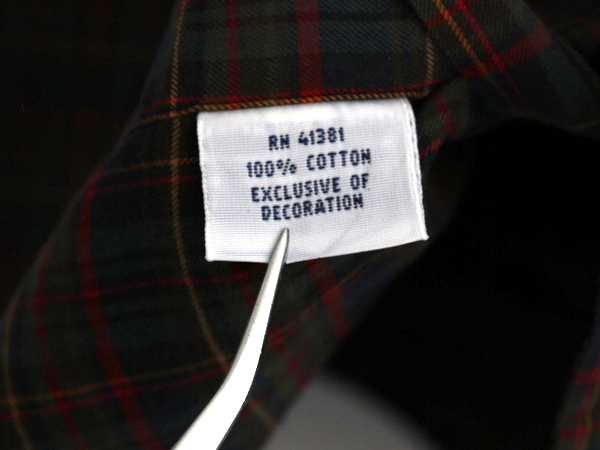 RN 41381
100% COTTON
EXCLUSIVE OF
DECORATION